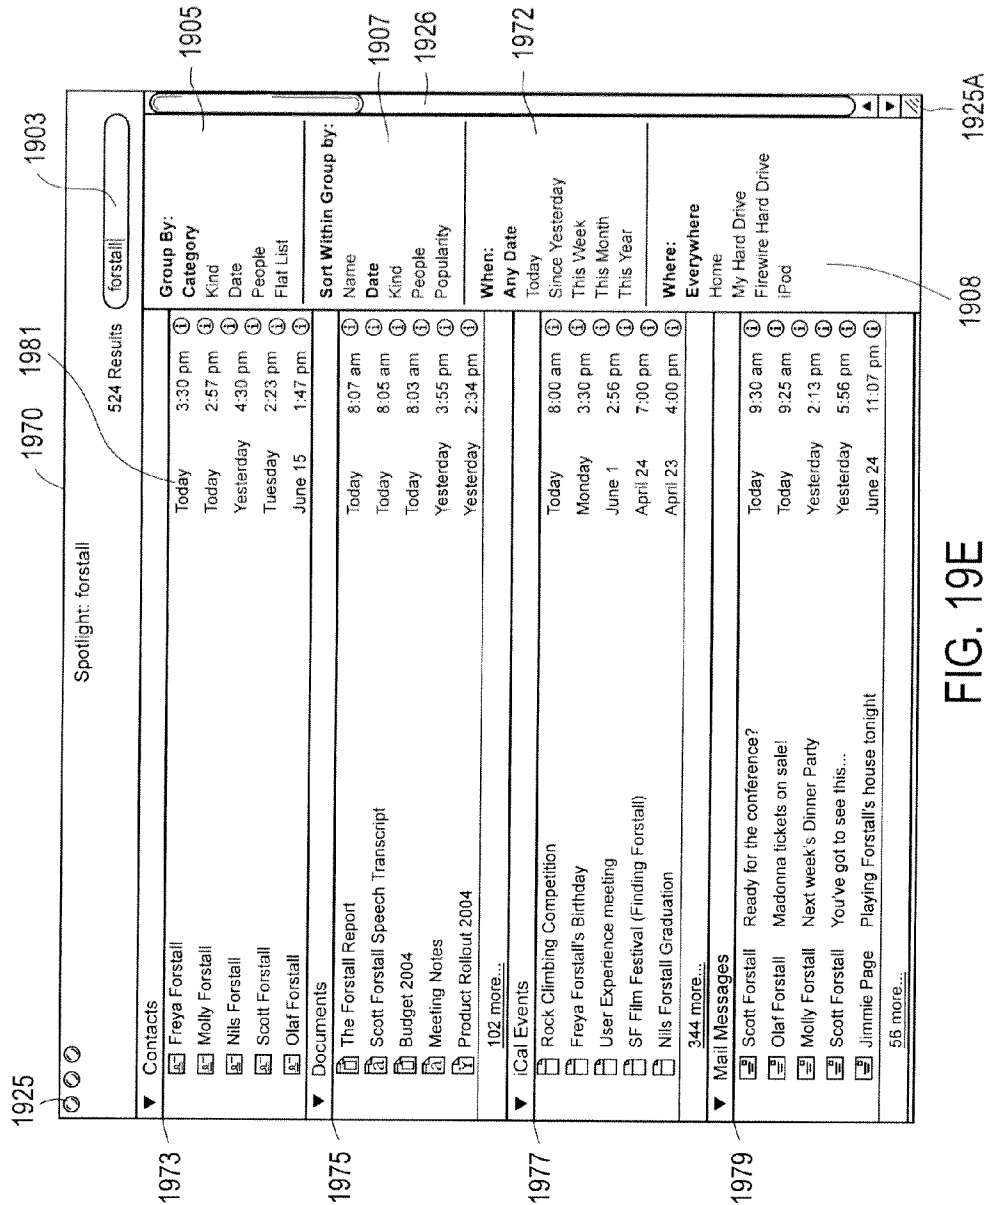 1970
1981
1903
1925
1905
Spotlight: forstall
524 Results
forstall
▼ Contacts
Freya Forstall Today 3:30 pm i
Molly Forstall Today 2:57 pm i
Nils Forstall Yesterday 4:30 pm i
Scott Forstall Tuesday 2:23 pm i
Olaf Forstall June 15 1:47 pm i
▼ Documents
The Forstall Report Today 8:07 am i
a Scott Forstall Speech Transcript Today 8:05 am i
Budget 2004 Today 8:03 am i
a Meeting Notes Yesterday 3:55 pm i
Y Product Rollout 2004 Yesterday 2:34 pm i
102 more...
▼ iCal Events
Rock Climbing Competition Today 8:00 am i
Freya Forstall's Birthday Monday 3:30 pm i
User Experience meeting June 1 2:56 pm i
SF Film Festival (Finding Forstall) April 24 7:00 pm i
Nils Forstall Graduation April 23 4:00 pm i
344 more...
▼ Mail Messages
Scott Forstall Ready for the conference? Today 9:30 am i
Olaf Forstall Madonna tickets on sale! Today 9:25 am i
Molly Forstall Next week's Dinner Party Yesterday 2:13 pm i
Scott Forstall You've got to see this... Yesterday 5:56 pm i
Jimmie Page Playing Forstall's house tonight June 24 11:07 pm i
56 more...
Group By:
Category
Kind
Date
People
Flat List
Sort Within Group by:
Name
Date
Kind
People
Popularity
When:
Any Date
Today
Since Yesterday
This Week
This Month
This Year
Where:
Everywhere
Home
My Hard Drive
Firewire Hard Drive
iPod
1907
1926
1972
1973
1975
1977
1979
1908
1925A
FIG. 19E